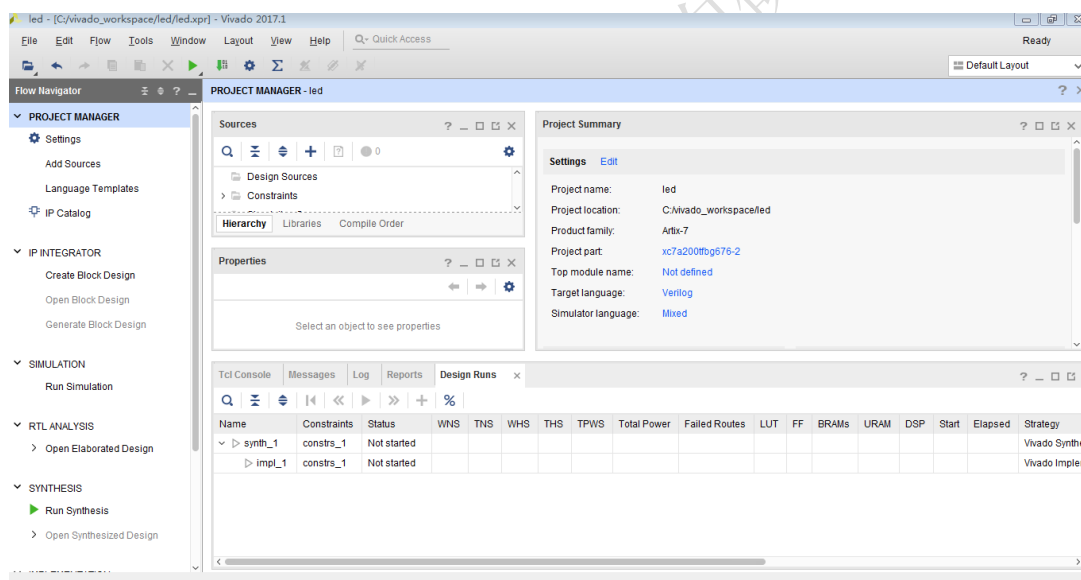 led - [C:/vivado_workspace/led/led.xpr] - Vivado 2017.1
File Edit Flow Tools Window Layout View Help Q- Quick Access Ready
Default Layout
Flow Navigator
PROJECT MANAGER
Settings
Add Sources
Language Templates
IP Catalog
IP INTEGRATOR
Create Block Design
Open Block Design
Generate Block Design
SIMULATION
Run Simulation
RTL ANALYSIS
Open Elaborated Design
SYNTHESIS
Run Synthesis
Open Synthesized Design
PROJECT MANAGER - led
Sources
0
Design Sources
Constraints
Hierarchy Libraries Compile Order
Properties
Select an object to see properties
Project Summary
Settings Edit
Project name: led
Project location: C:/vivado_workspace/led
Product family: Artix-7
Project part: xc7a200tfbg676-2
Top module name: Not defined
Target language: Verilog
Simulator language: Mixed
Tcl Console Messages Log Reports Design Runs
Name Constraints Status WNS TNS WHS THS TPWS Total Power Failed Routes LUT FF BRAMs URAM DSP Start Elapsed Strategy
synth_1 constrs_1 Not started Vivado Synthe
impl_1 constrs_1 Not started Vivado Imple